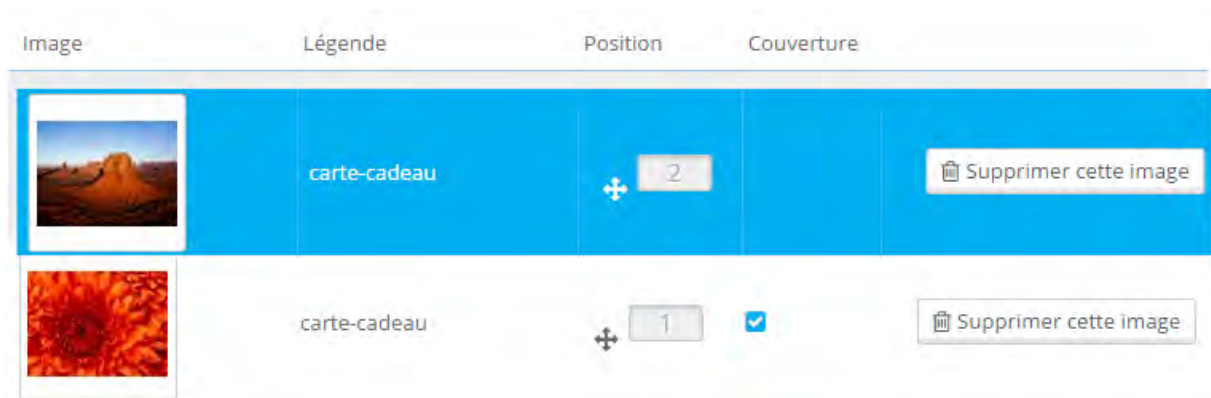 Image Légende Position Couverture
carte-cadeau 2 Supprimer cette image
carte-cadeau 1 Supprimer cette image